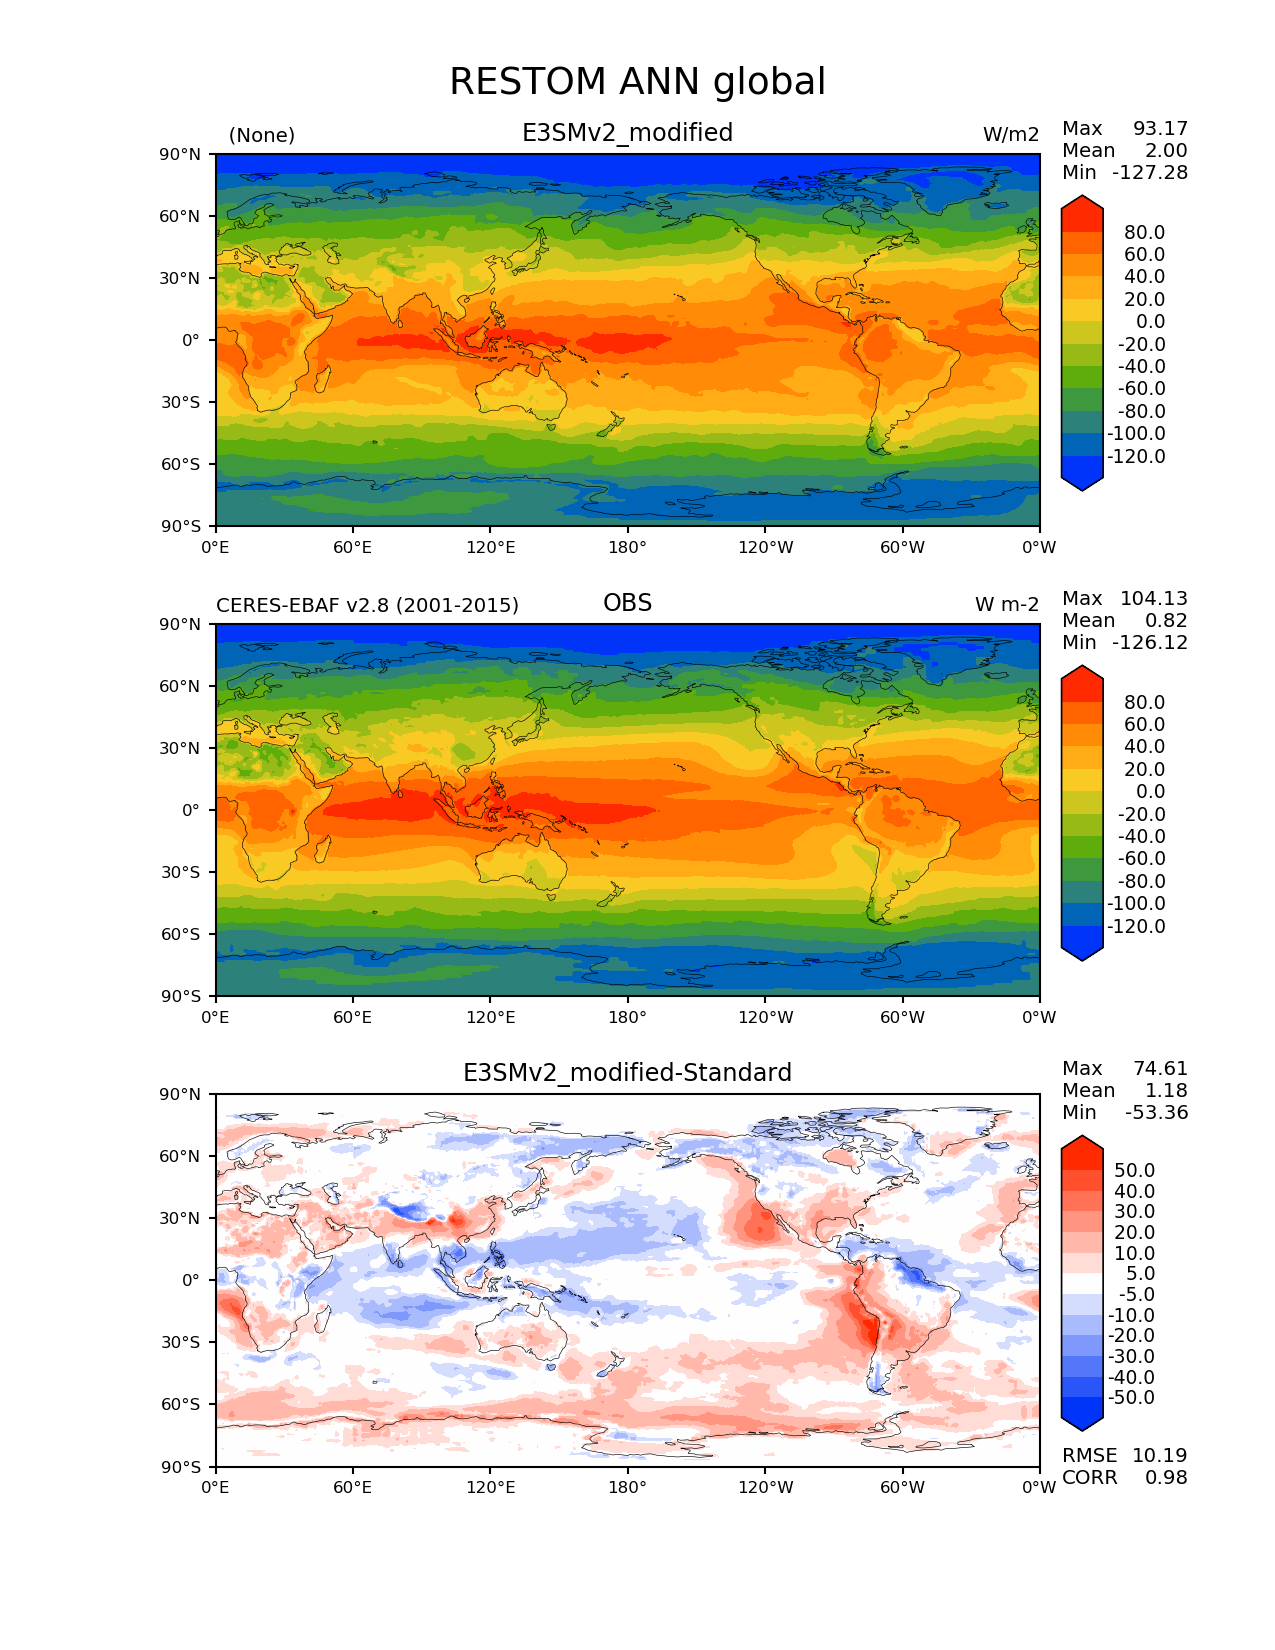 RESTOM ANN global
(None) E3SMv2_modified W/m2
Max 93.17
Mean 2.00
Min -127.28
90°N
60°N
30°N
0°
30°S
60°S
90°S
0°E 60°E 120°E 180° 120°W 60°W 0°W
80.0
60.0
40.0
20.0
0.0
-20.0
-40.0
-60.0
-80.0
-100.0
-120.0
CERES-EBAF v2.8 (2001-2015) OBS W m-2
Max 104.13
Mean 0.82
Min -126.12
90°N
60°N
30°N
0°
30°S
60°S
90°S
0°E 60°E 120°E 180° 120°W 60°W 0°W
80.0
60.0
40.0
20.0
0.0
-20.0
-40.0
-60.0
-80.0
-100.0
-120.0
E3SMv2_modified-Standard
Max 74.61
Mean 1.18
Min -53.36
90°N
60°N
30°N
0°
30°S
60°S
90°S
0°E 60°E 120°E 180° 120°W 60°W 0°W
50.0
40.0
30.0
20.0
10.0
5.0
-5.0
-10.0
-20.0
-30.0
-40.0
-50.0
RMSE 10.19
CORR 0.98